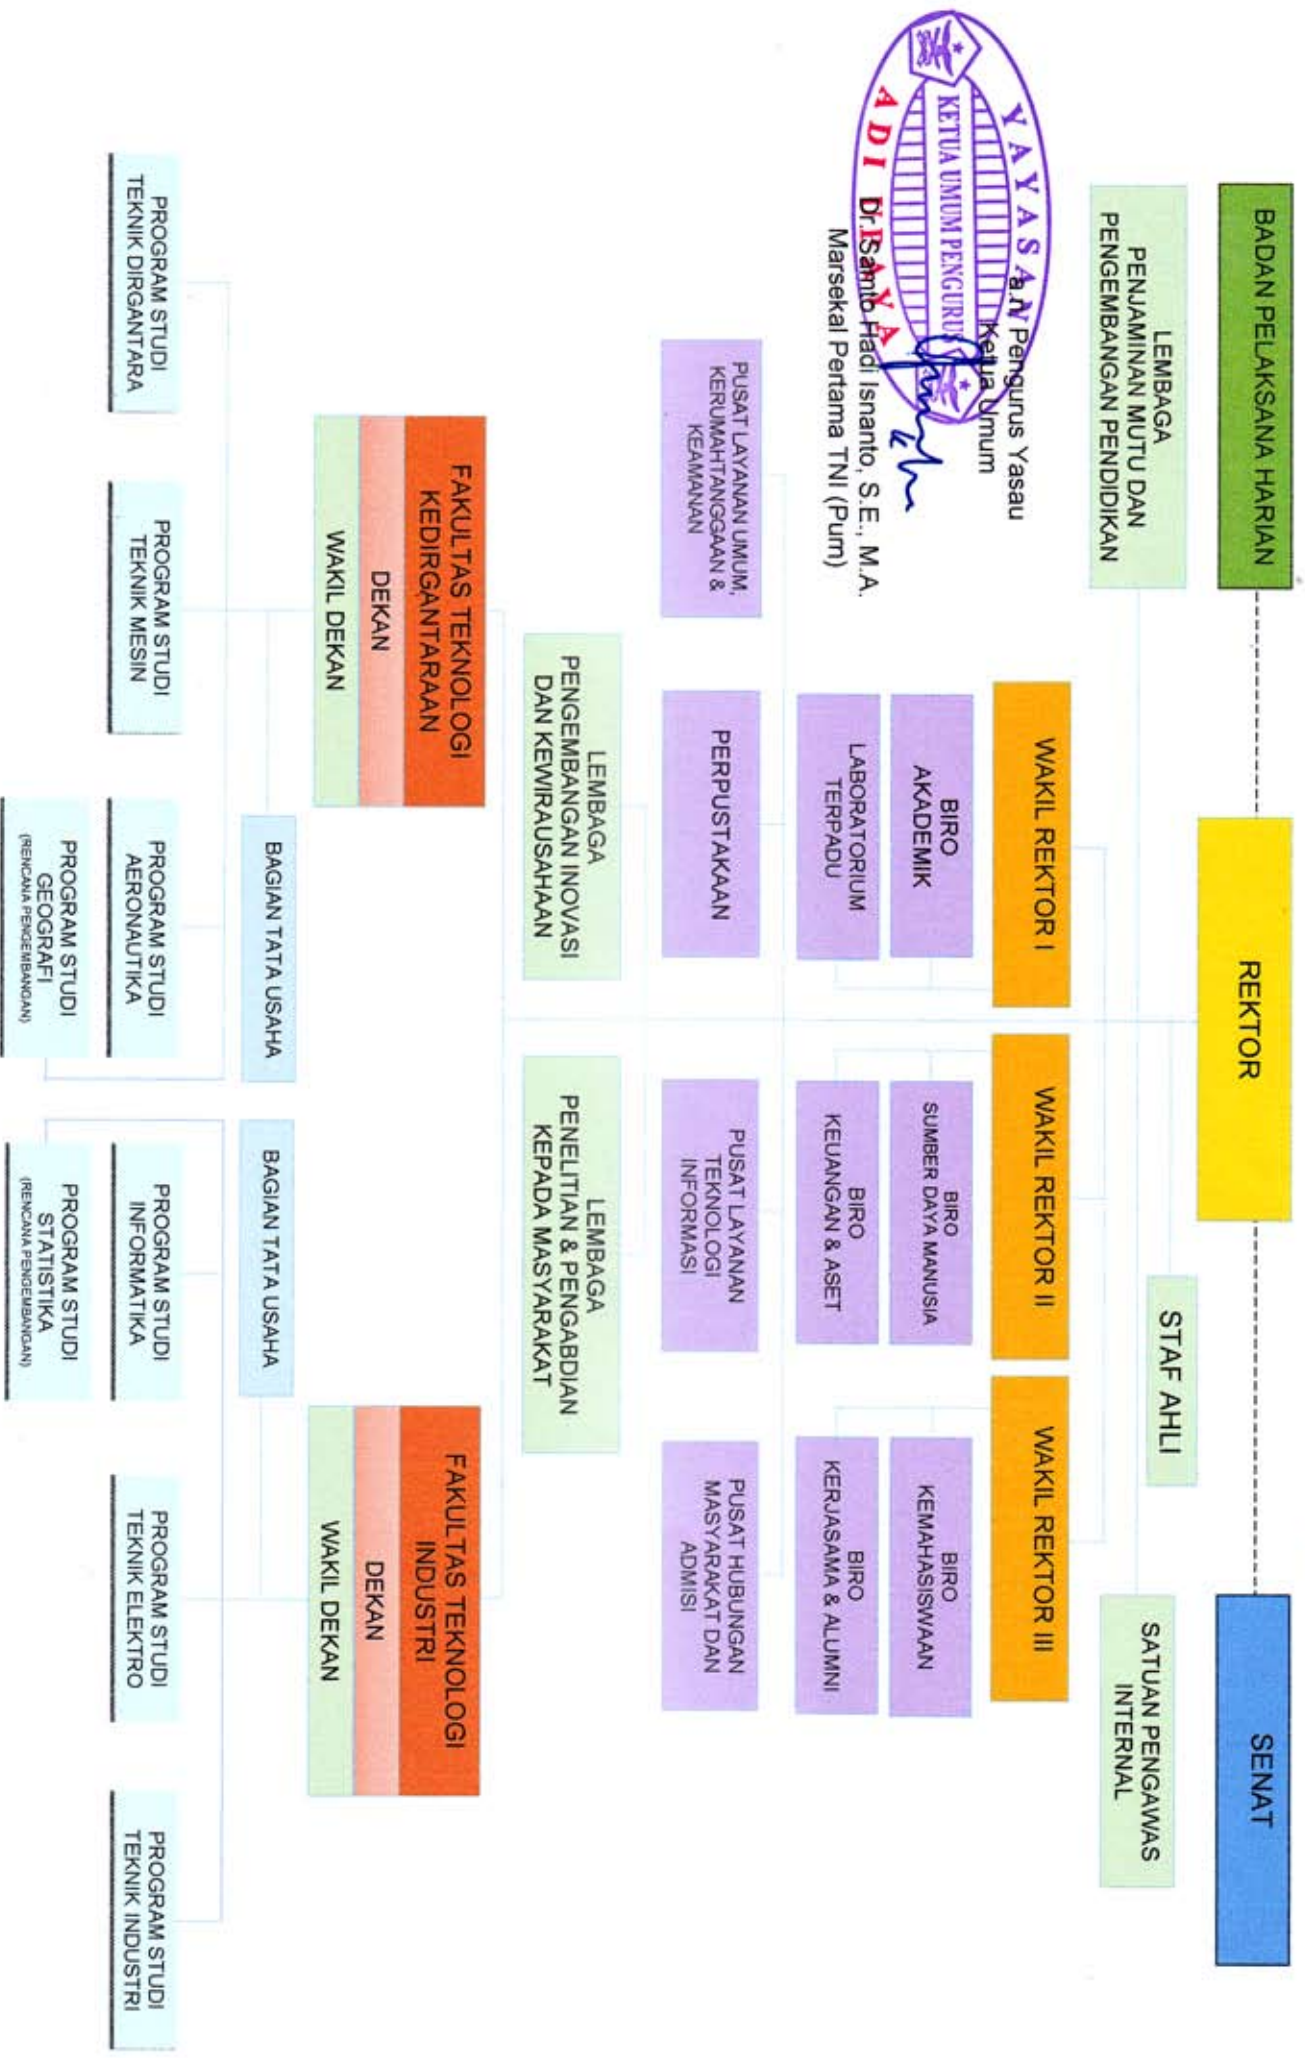 BADAN PELAKSANA HARIAN
REKTOR
SENAT
STAF AHLI
LEMBAGA
PENJAMINAN MUTU DAN
PENGEMBANGAN PENDIDIKAN
SATUAN PENGAWAS
INTERNAL
WAKIL REKTOR I
WAKIL REKTOR II
WAKIL REKTOR III
BIRO
AKADEMIK
BIRO
SUMBER DAYA MANUSIA
BIRO
KEMAHASISWAAN
LABORATORIUM
TERPADU
BIRO
KEUANGAN & ASET
BIRO
KERJASAMA & ALUMNI
PUSAT LAYANAN UMUM,
KERUMAHTANGGAAN &
KEAMANAN
PERPUSTAKAAN
PUSAT LAYANAN
TEKNOLOGI
INFORMASI
PUSAT HUBUNGAN
MASYARAKAT DAN
ADMISI
LEMBAGA
PENGEMBANGAN INOVASI
DAN KEWIRAUSAHAAN
LEMBAGA
PENELITIAN & PENGABDIAN
KEPADA MASYARAKAT
FAKULTAS TEKNOLOGI
KEDIRGANTARAAN
DEKAN
WAKIL DEKAN
FAKULTAS TEKNOLOGI
INDUSTRI
DEKAN
WAKIL DEKAN
BAGIAN TATA USAHA
BAGIAN TATA USAHA
PROGRAM STUDI
TEKNIK DIRGANTARA
PROGRAM STUDI
TEKNIK MESIN
PROGRAM STUDI
AERONAUTIKA
PROGRAM STUDI
INFORMATIKA
PROGRAM STUDI
TEKNIK ELEKTRO
PROGRAM STUDI
TEKNIK INDUSTRI
PROGRAM STUDI
GEOGRAFI
(RENCANA PENGEMBANGAN)
PROGRAM STUDI
STATISTIKA
(RENCANA PENGEMBANGAN)
a.n Pengurus Yasau
Ketua Umum
Dr. Samto Hadi Isnanto, S.E., M.A.
Marsekal Pertama TNI (Purn)
YAYASAN
KETUA UMUM PENGURUS
ADI UPAYA